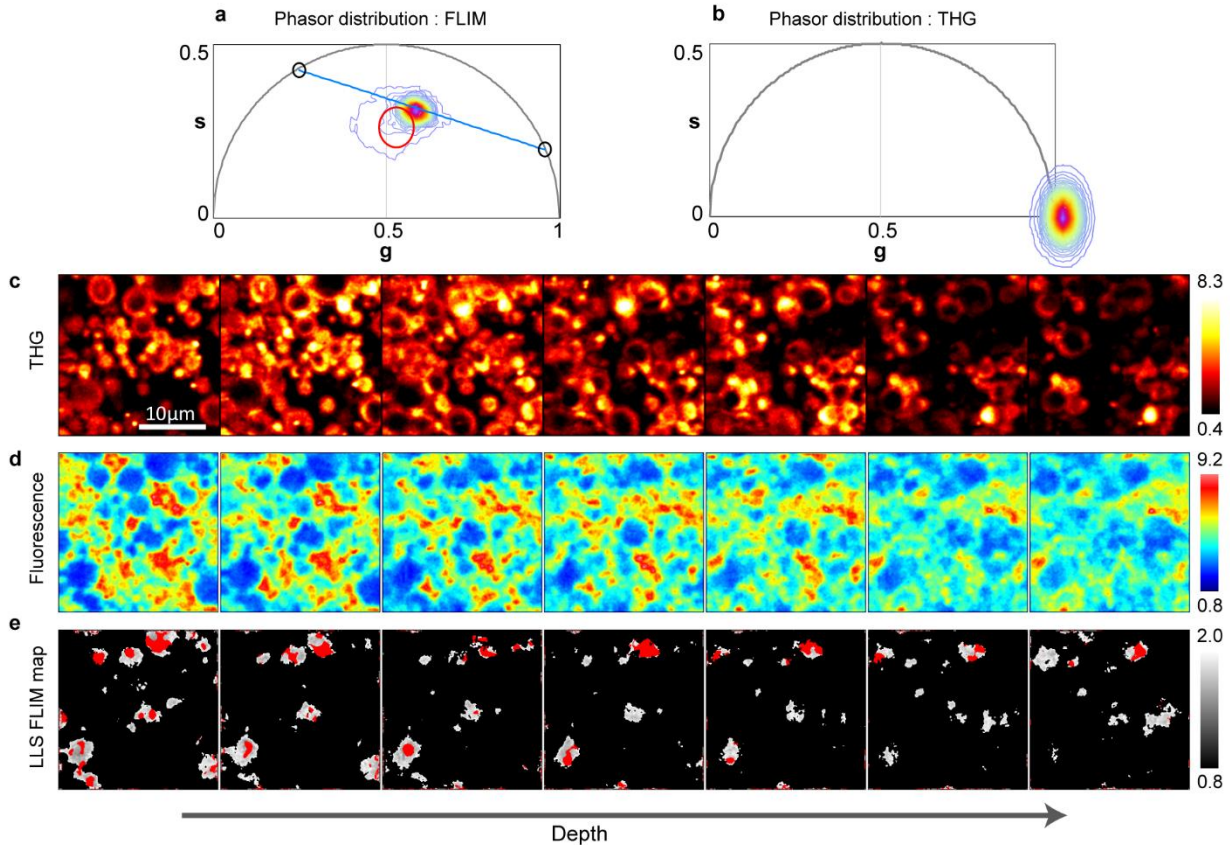 a Phasor distribution : FLIM
b Phasor distribution : THG
0.5
s
0
0 0.5 1
g
0.5
s
0
0 0.5
g
c
THG
10μm
8.3
0.4
d
Fluorescence
9.2
0.8
e
LLS FLIM map
2.0
0.8
Depth